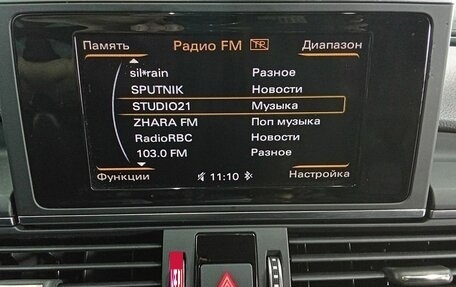 Память Радио FM TP Диапазон
sil•rain Разное
SPUTNIK Новости
STUDIO21 Музыка
ZHARA FM Поп музыка
RadioRBC Новости
103.0 FM Разное
Функции 11:10 Настройка